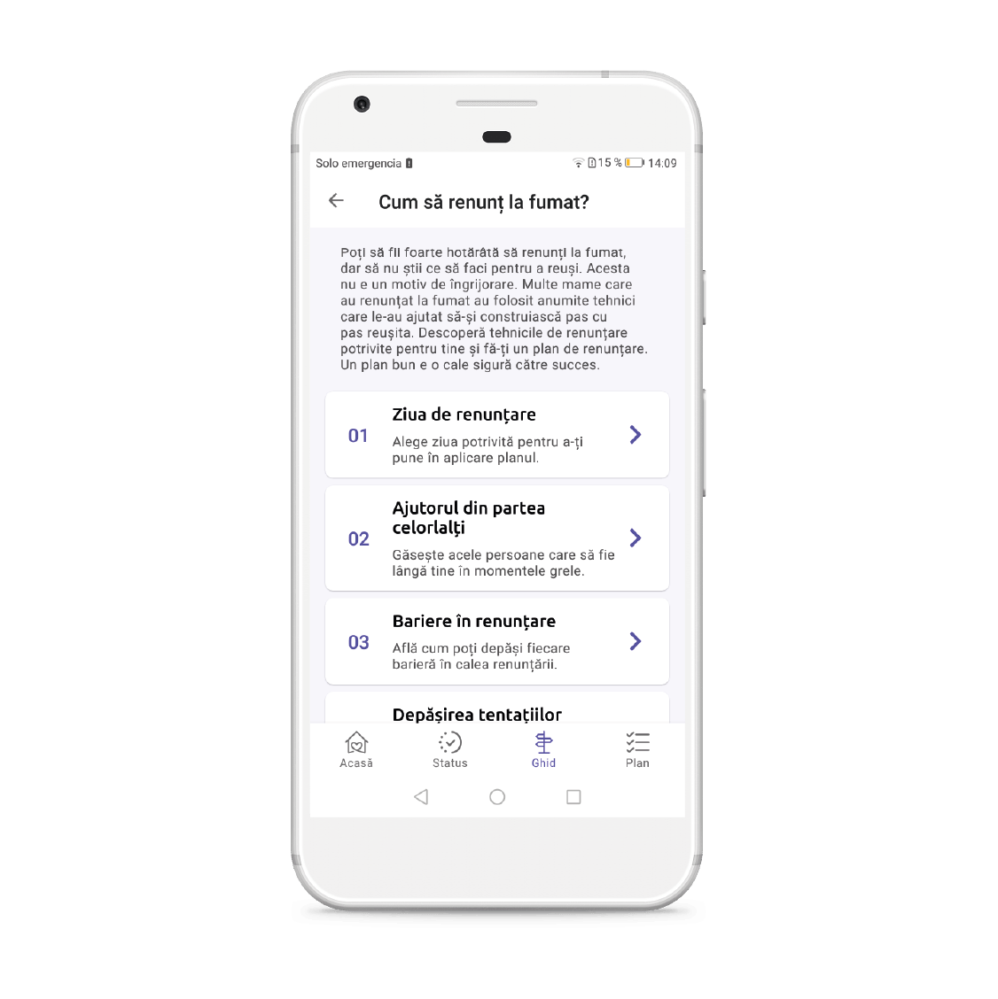 Solo emergencia
15 %
14:09
Cum să renunț la fumat?
Poți să fii foarte hotărâtă să renunți la fumat,
dar să nu știi ce să faci pentru a reuși. Acesta
nu e un motiv de îngrijorare. Multe mame care
au renunțat la fumat au folosit anumite tehnici
care le-au ajutat să-și construiască pas cu
pas reușita. Descoperă tehnicile de renunțare
potrivite pentru tine și fă-ți un plan de renunțare.
Un plan bun e o cale sigură către succes.
01
Ziua de renunțare
Alege ziua potrivită pentru a-ți
pune în aplicare planul.
02
Ajutorul din partea
celorlalți
Găsește acele persoane care să fie
lângă tine în momentele grele.
03
Bariere în renunțare
Află cum poți depăși fiecare
barieră în calea renunțării.
Depășirea tentațiilor
Acasă
Status
Ghid
Plan